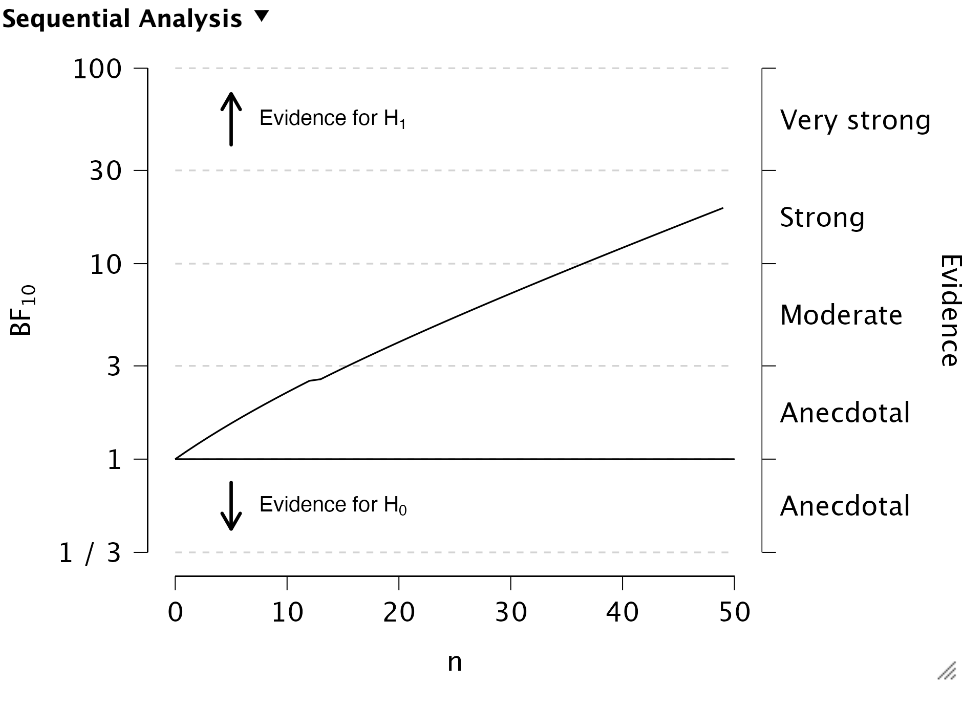 Sequential Analysis ▼
100
30
10
3
1
1 / 3
BF₁₀
Evidence for H₁
Evidence for H₀
Very strong
Strong
Moderate
Anecdotal
Anecdotal
Evidence
0 10 20 30 40 50
n